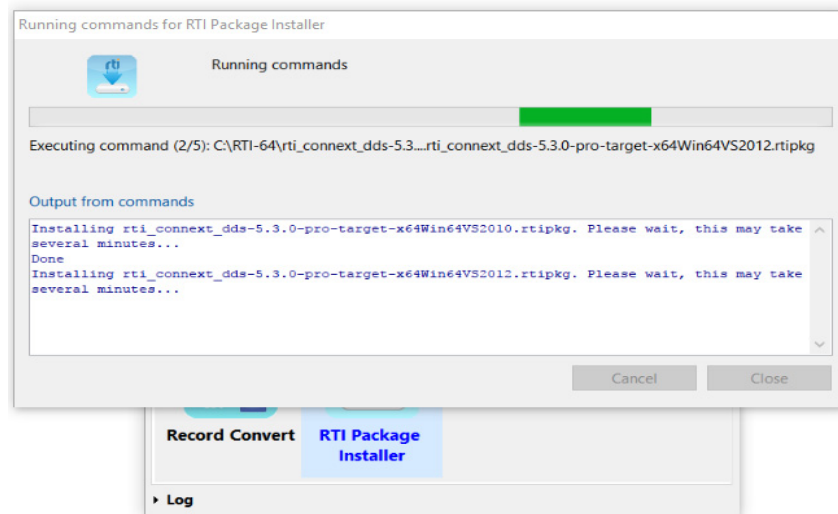 Running commands for RTI Package Installer
rti
Running commands
Executing command (2/5): C:\RTI-64\rti_connext_dds-5.3....rti_connext_dds-5.3.0-pro-target-x64Win64VS2012.rtipkg
Output from commands
Installing rti_connext_dds-5.3.0-pro-target-x64Win64VS2010.rtipkg. Please wait, this may take
several minutes...
Done
Installing rti_connext_dds-5.3.0-pro-target-x64Win64VS2012.rtipkg. Please wait, this may take
several minutes...
Cancel Close
Record Convert RTI Package
Installer
Log